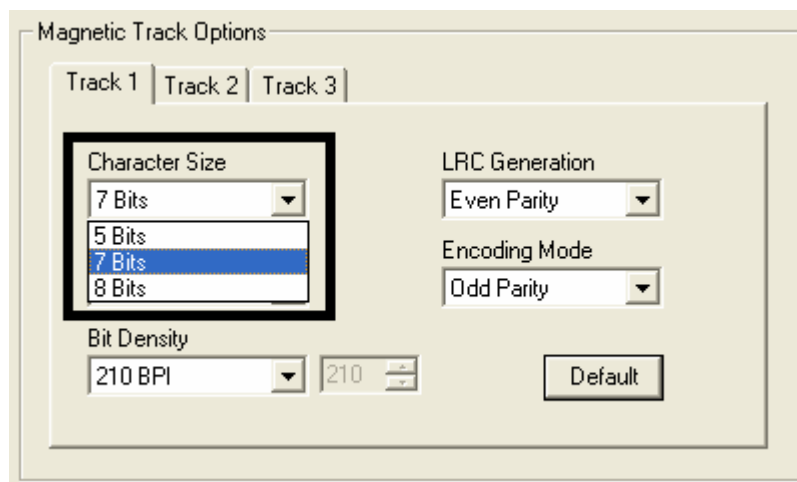 Magnetic Track Options
Track 1 Track 2 Track 3
Character Size LRC Generation
7 Bits Even Parity
5 Bits
7 Bits Encoding Mode
8 Bits Odd Parity
Bit Density
210 BPI 210 Default